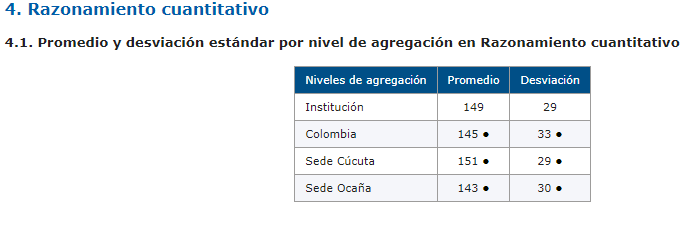 4. Razonamiento cuantitativo
4.1. Promedio y desviación estándar por nivel de agregación en Razonamiento cuantitativo
Niveles de agregación Promedio Desviación
Institución 149 29
Colombia 145 ● 33 ●
Sede Cúcuta 151 ● 29 ●
Sede Ocaña 143 ● 30 ●